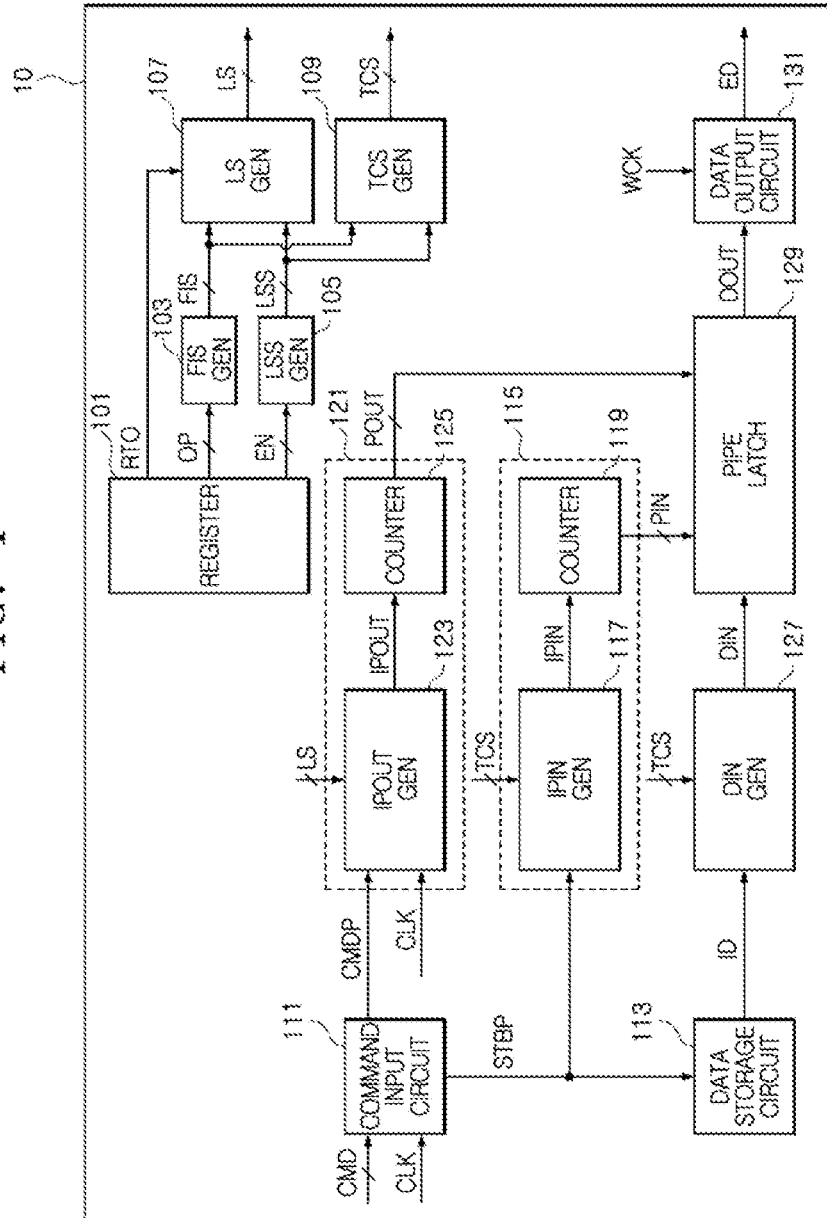 10
101
REGISTER
RTO
OP
EN
103
FIS
GEN
FIS
LSS
GEN
105
LSS
107
LS
GEN
LS
109
TCS
GEN
TCS
111
COMMAND
INPUT
CIRCUIT
CMD
CLK
CMDP
CLK
STBP
LS
121
IPOUT
GEN
123
IPOUT
COUNTER
125
POUT
TCS
115
IPIN
GEN
117
IPIN
COUNTER
119
PIN
113
DATA
STORAGE
CIRCUIT
ID
TCS
DIN
GEN
127
DIN
PIPE
LATCH
129
DOUT
WCK
DATA
OUTPUT
CIRCUIT
131
ED